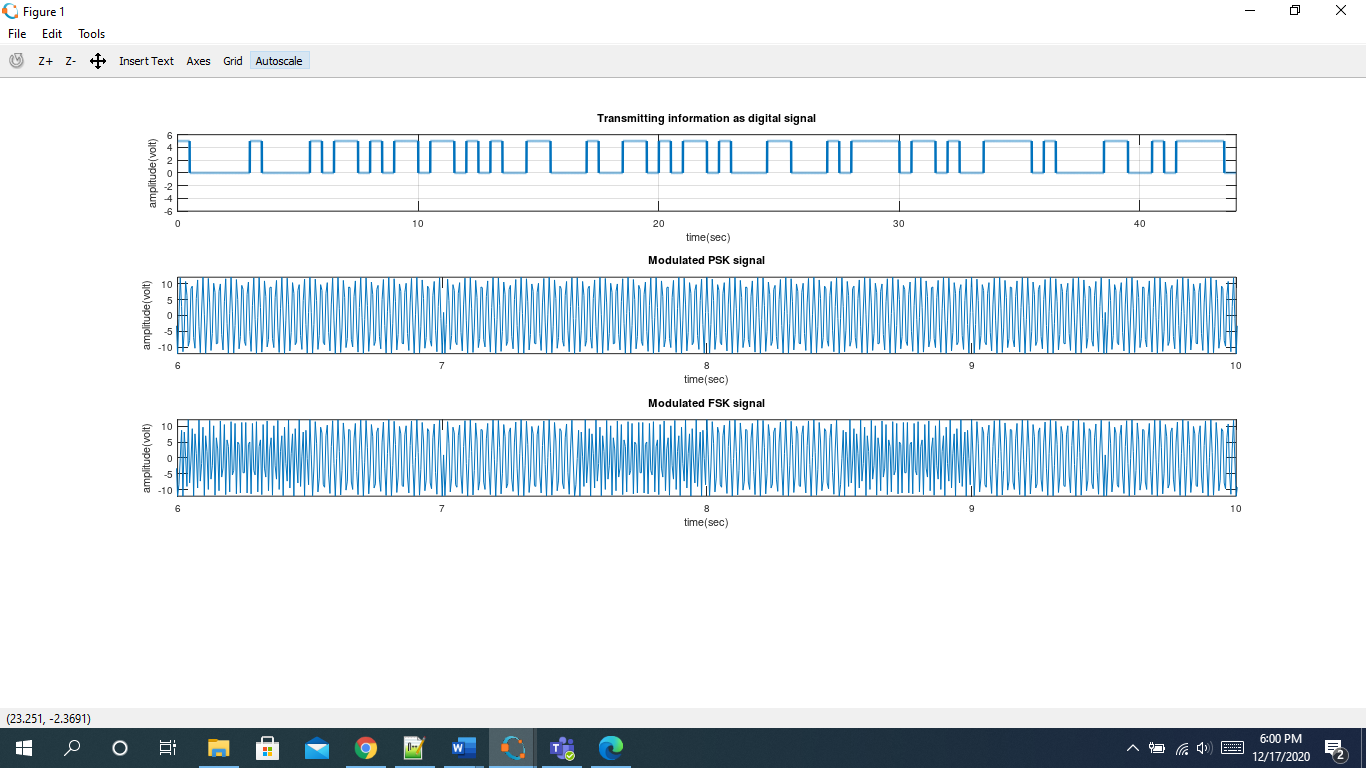 Figure 1
File Edit Tools
Z+ Z- Insert Text Axes Grid Autoscale
Transmitting information as digital signal
amplitude(volt)
6
4
2
0
-2
-4
-6
0 10 20 30 40
time(sec)
Modulated PSK signal
amplitude(volt)
10
5
0
-5
-10
6 7 8 9 10
time(sec)
Modulated FSK signal
amplitude(volt)
10
5
0
-5
-10
6 7 8 9 10
time(sec)
(23.251, -2.3691)
6:00 PM
12/17/2020
2